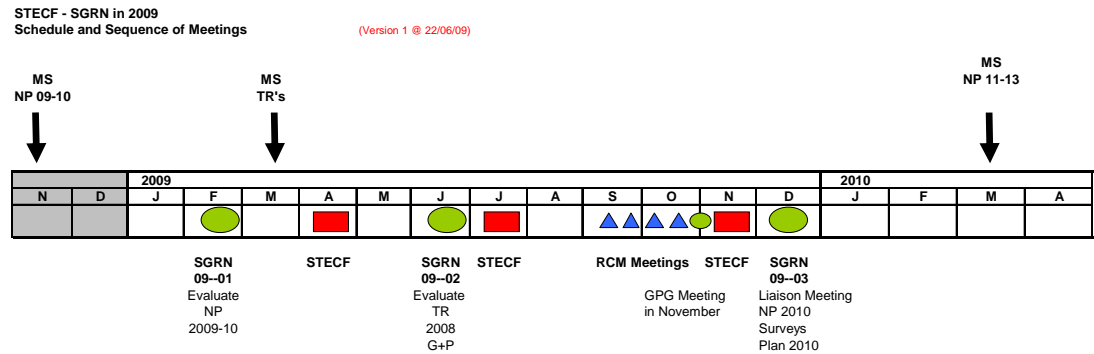 STECF - SGRN in 2009
Schedule and Sequence of Meetings (Version 1 @ 22/06/09)
MS
NP 09-10
MS
TR's
MS
NP 11-13
2009 2010
N D J F M A M J J A S O N D J F M A
SGRN
09--01
Evaluate
NP
2009-10
STECF
SGRN
09--02
Evaluate
TR
2008
G+P
STECF
RCM Meetings
GPG Meeting
in November
STECF
SGRN
09--03
Liaison Meeting
NP 2010
Surveys
Plan 2010